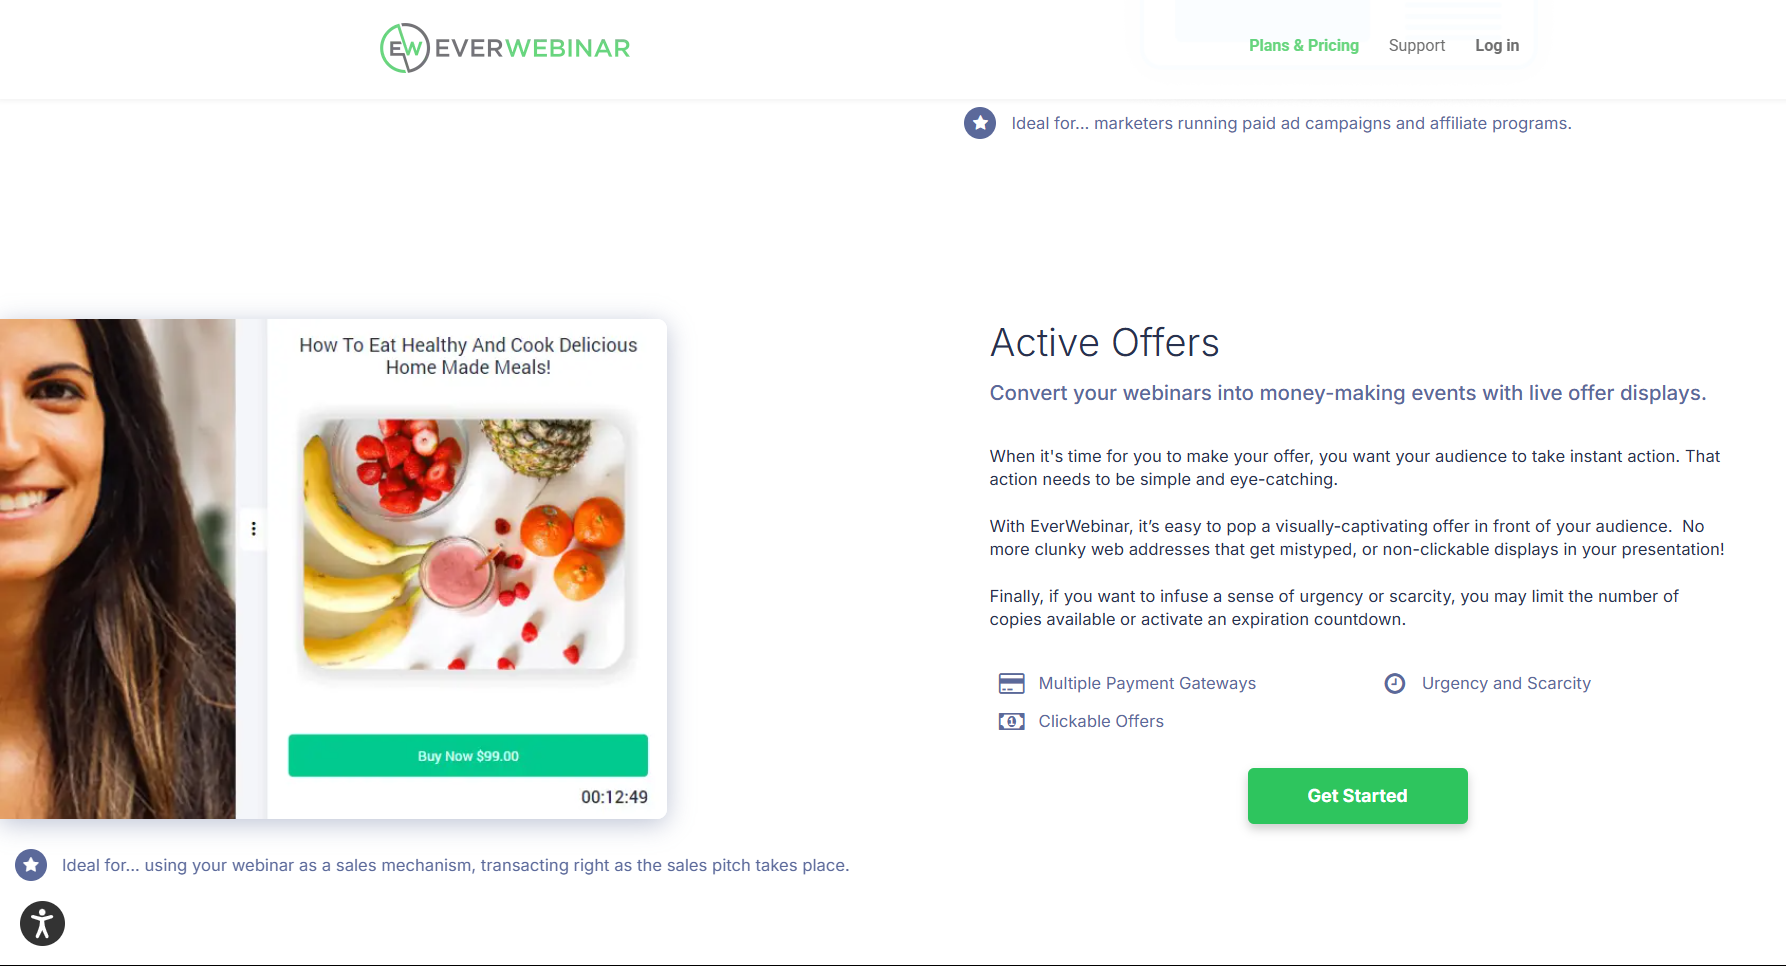 EW EVERWEBINAR
Plans & Pricing Support Log in
Ideal for... marketers running paid ad campaigns and affiliate programs.
How To Eat Healthy And Cook Delicious
Home Made Meals!
Buy Now $99.00
00:12:49
Ideal for... using your webinar as a sales mechanism, transacting right as the sales pitch takes place.
Active Offers
Convert your webinars into money-making events with live offer displays.
When it's time for you to make your offer, you want your audience to take instant action. That
action needs to be simple and eye-catching.
With EverWebinar, it’s easy to pop a visually-captivating offer in front of your audience.  No
more clunky web addresses that get mistyped, or non-clickable displays in your presentation!
Finally, if you want to infuse a sense of urgency or scarcity, you may limit the number of
copies available or activate an expiration countdown.
Multiple Payment Gateways
Urgency and Scarcity
1
Clickable Offers
Get Started